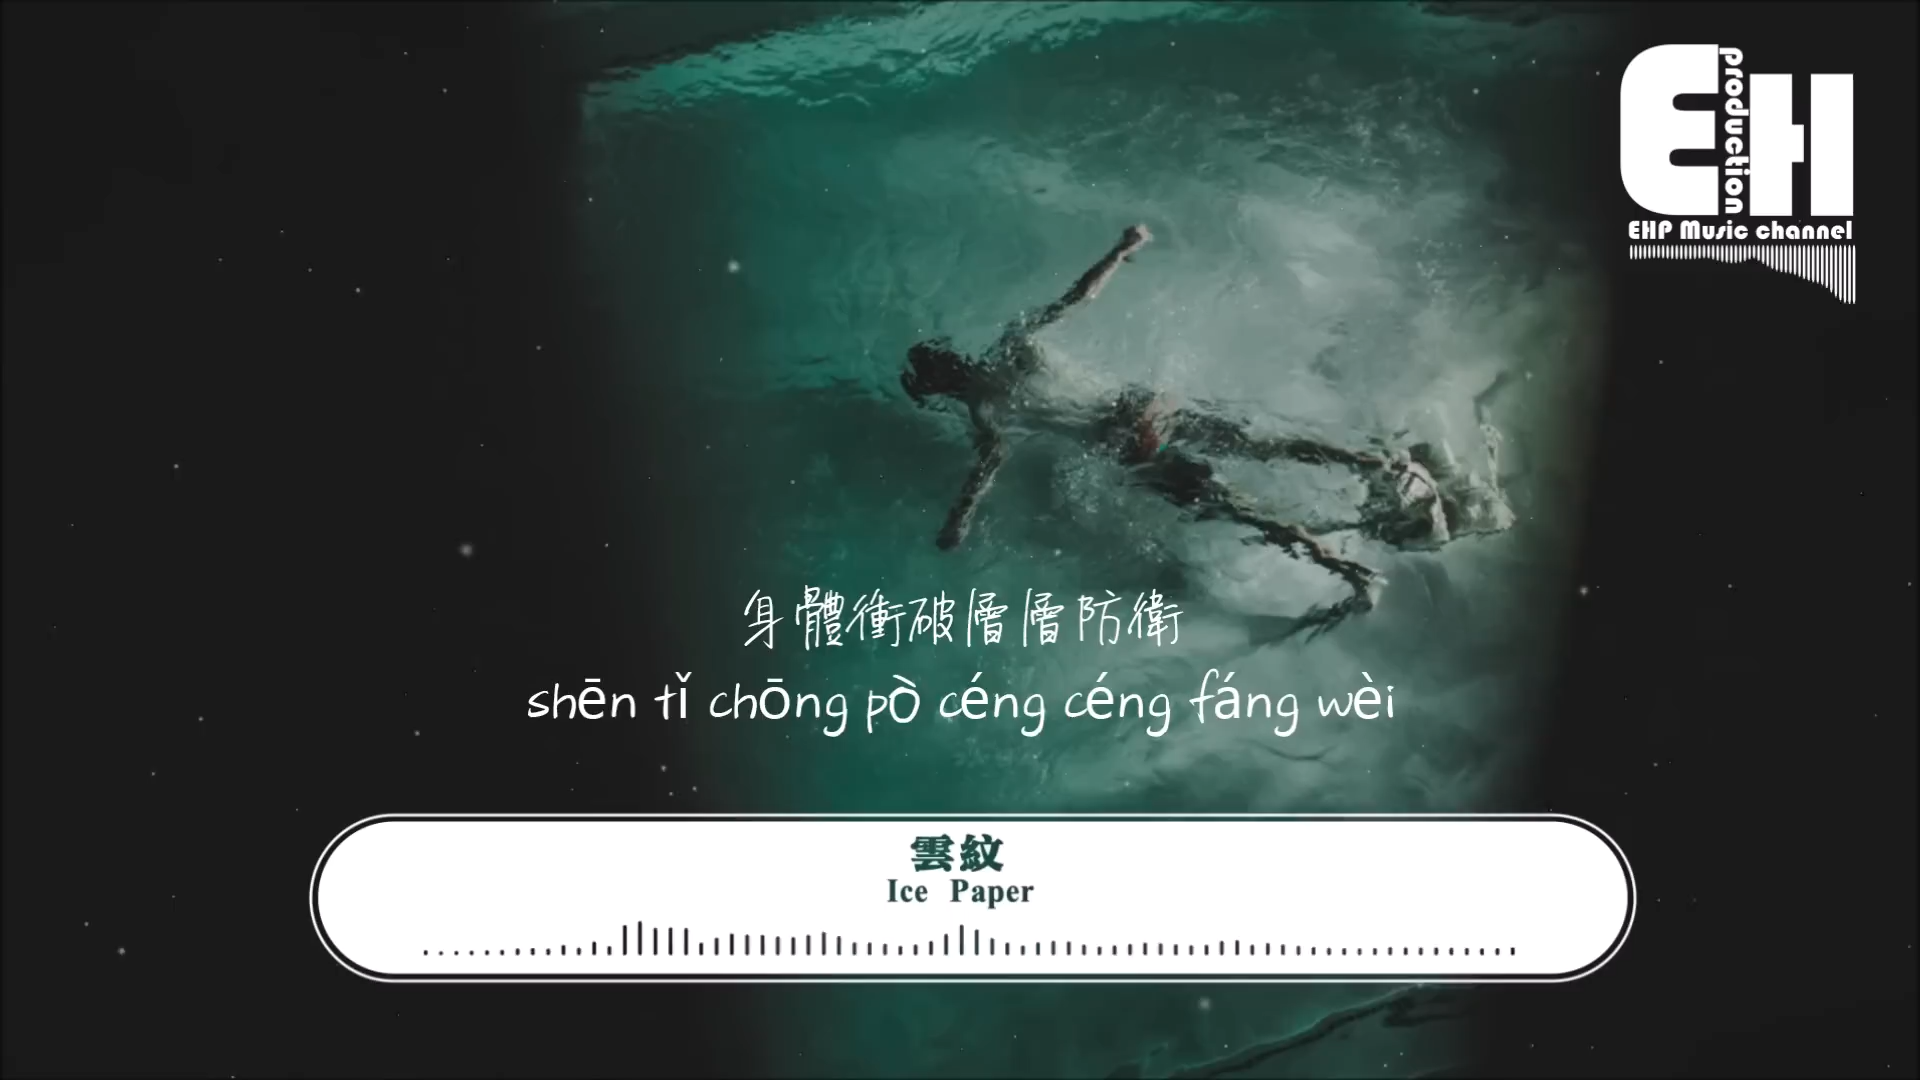 EH
production
EHP Music channel
身體衝破層層防衛
shēn tǐ chōng pò céng céng fáng wèi
雲紋
Ice Paper